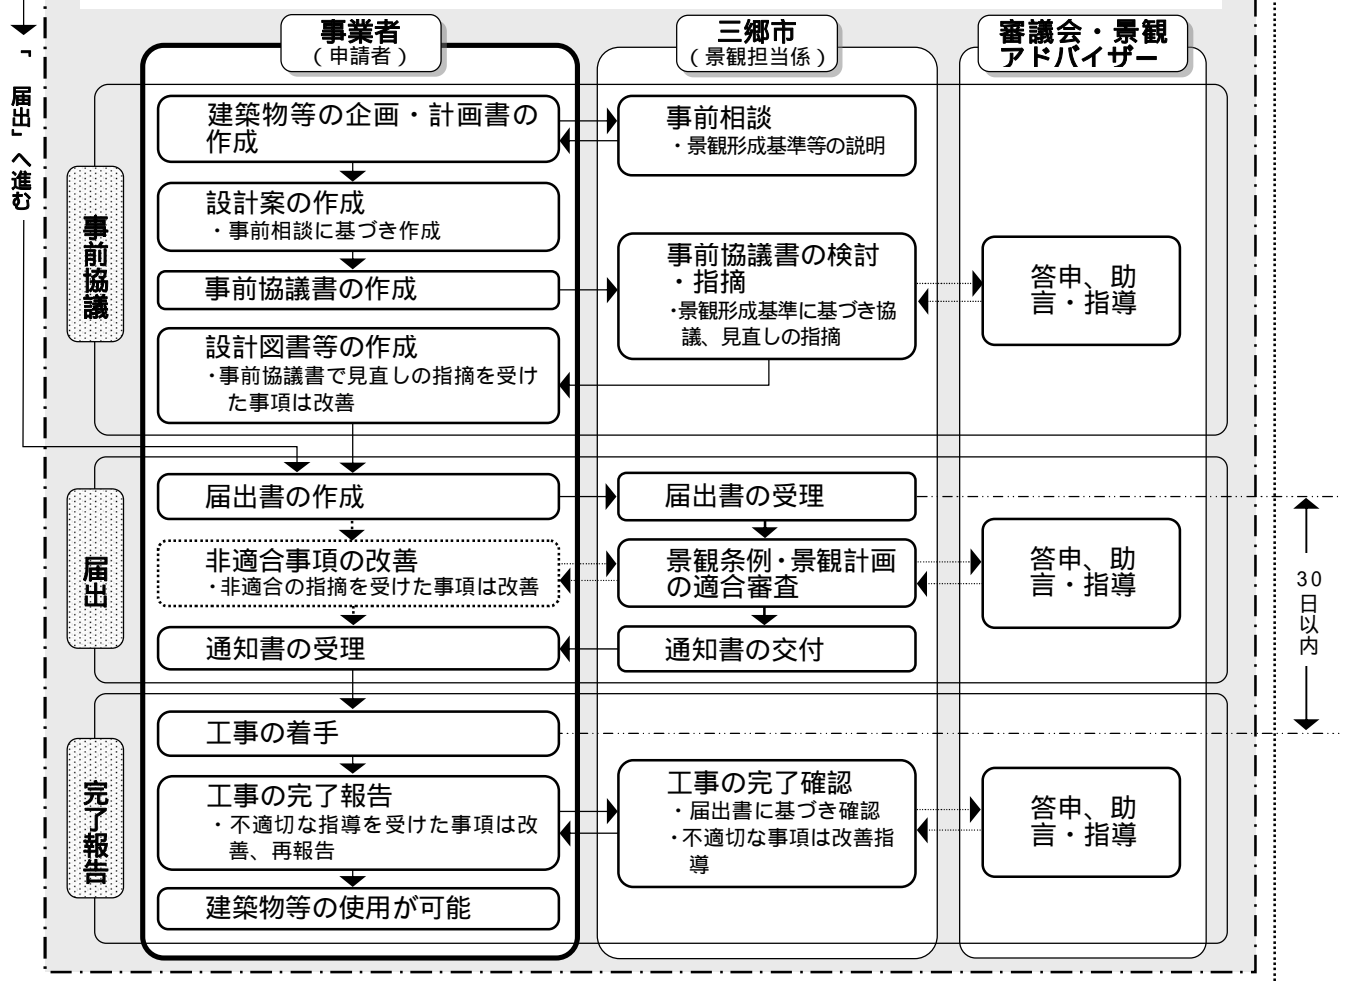 「届出」へ進む
事業者
（申請者）
三郷市
（景観担当係）
審議会・景観
アドバイザー
事前協議
建築物等の企画・計画書の
作成
事前相談
・景観形成基準等の説明
設計案の作成
・事前相談に基づき作成
事前協議書の作成
事前協議書の検討
・指摘
・景観形成基準に基づき協
議、見直しの指摘
答申、助
言・指導
設計図書等の作成
・事前協議書で見直しの指摘を受け
た事項は改善
届出
届出書の作成
届出書の受理
非適合事項の改善
・非適合の指摘を受けた事項は改善
景観条例・景観計画
の適合審査
答申、助
言・指導
通知書の受理
通知書の交付
30日以内
完了報告
工事の着手
工事の完了報告
・不適切な指導を受けた事項は改
善、再報告
工事の完了確認
・届出書に基づき確認
・不適切な事項は改善指
導
答申、助
言・指導
建築物等の使用が可能